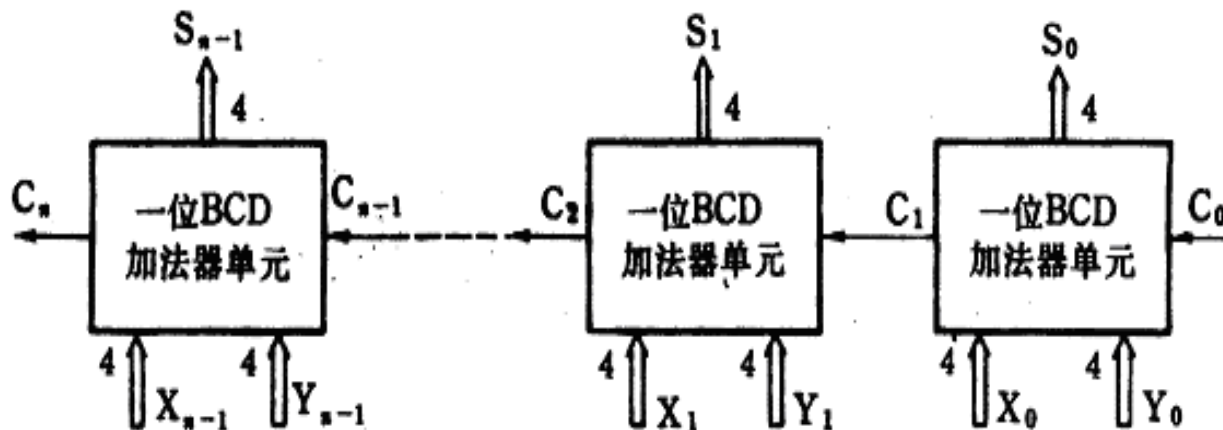 Sₙ₋₁ S₁ S₀
4 4 4
Cₙ 一位BCD加法器单元 Cₙ₋₁ C₂ 一位BCD加法器单元 C₁ 一位BCD加法器单元 C₀
4 4 4 4 4 4
Xₙ₋₁ Yₙ₋₁ X₁ Y₁ X₀ Y₀